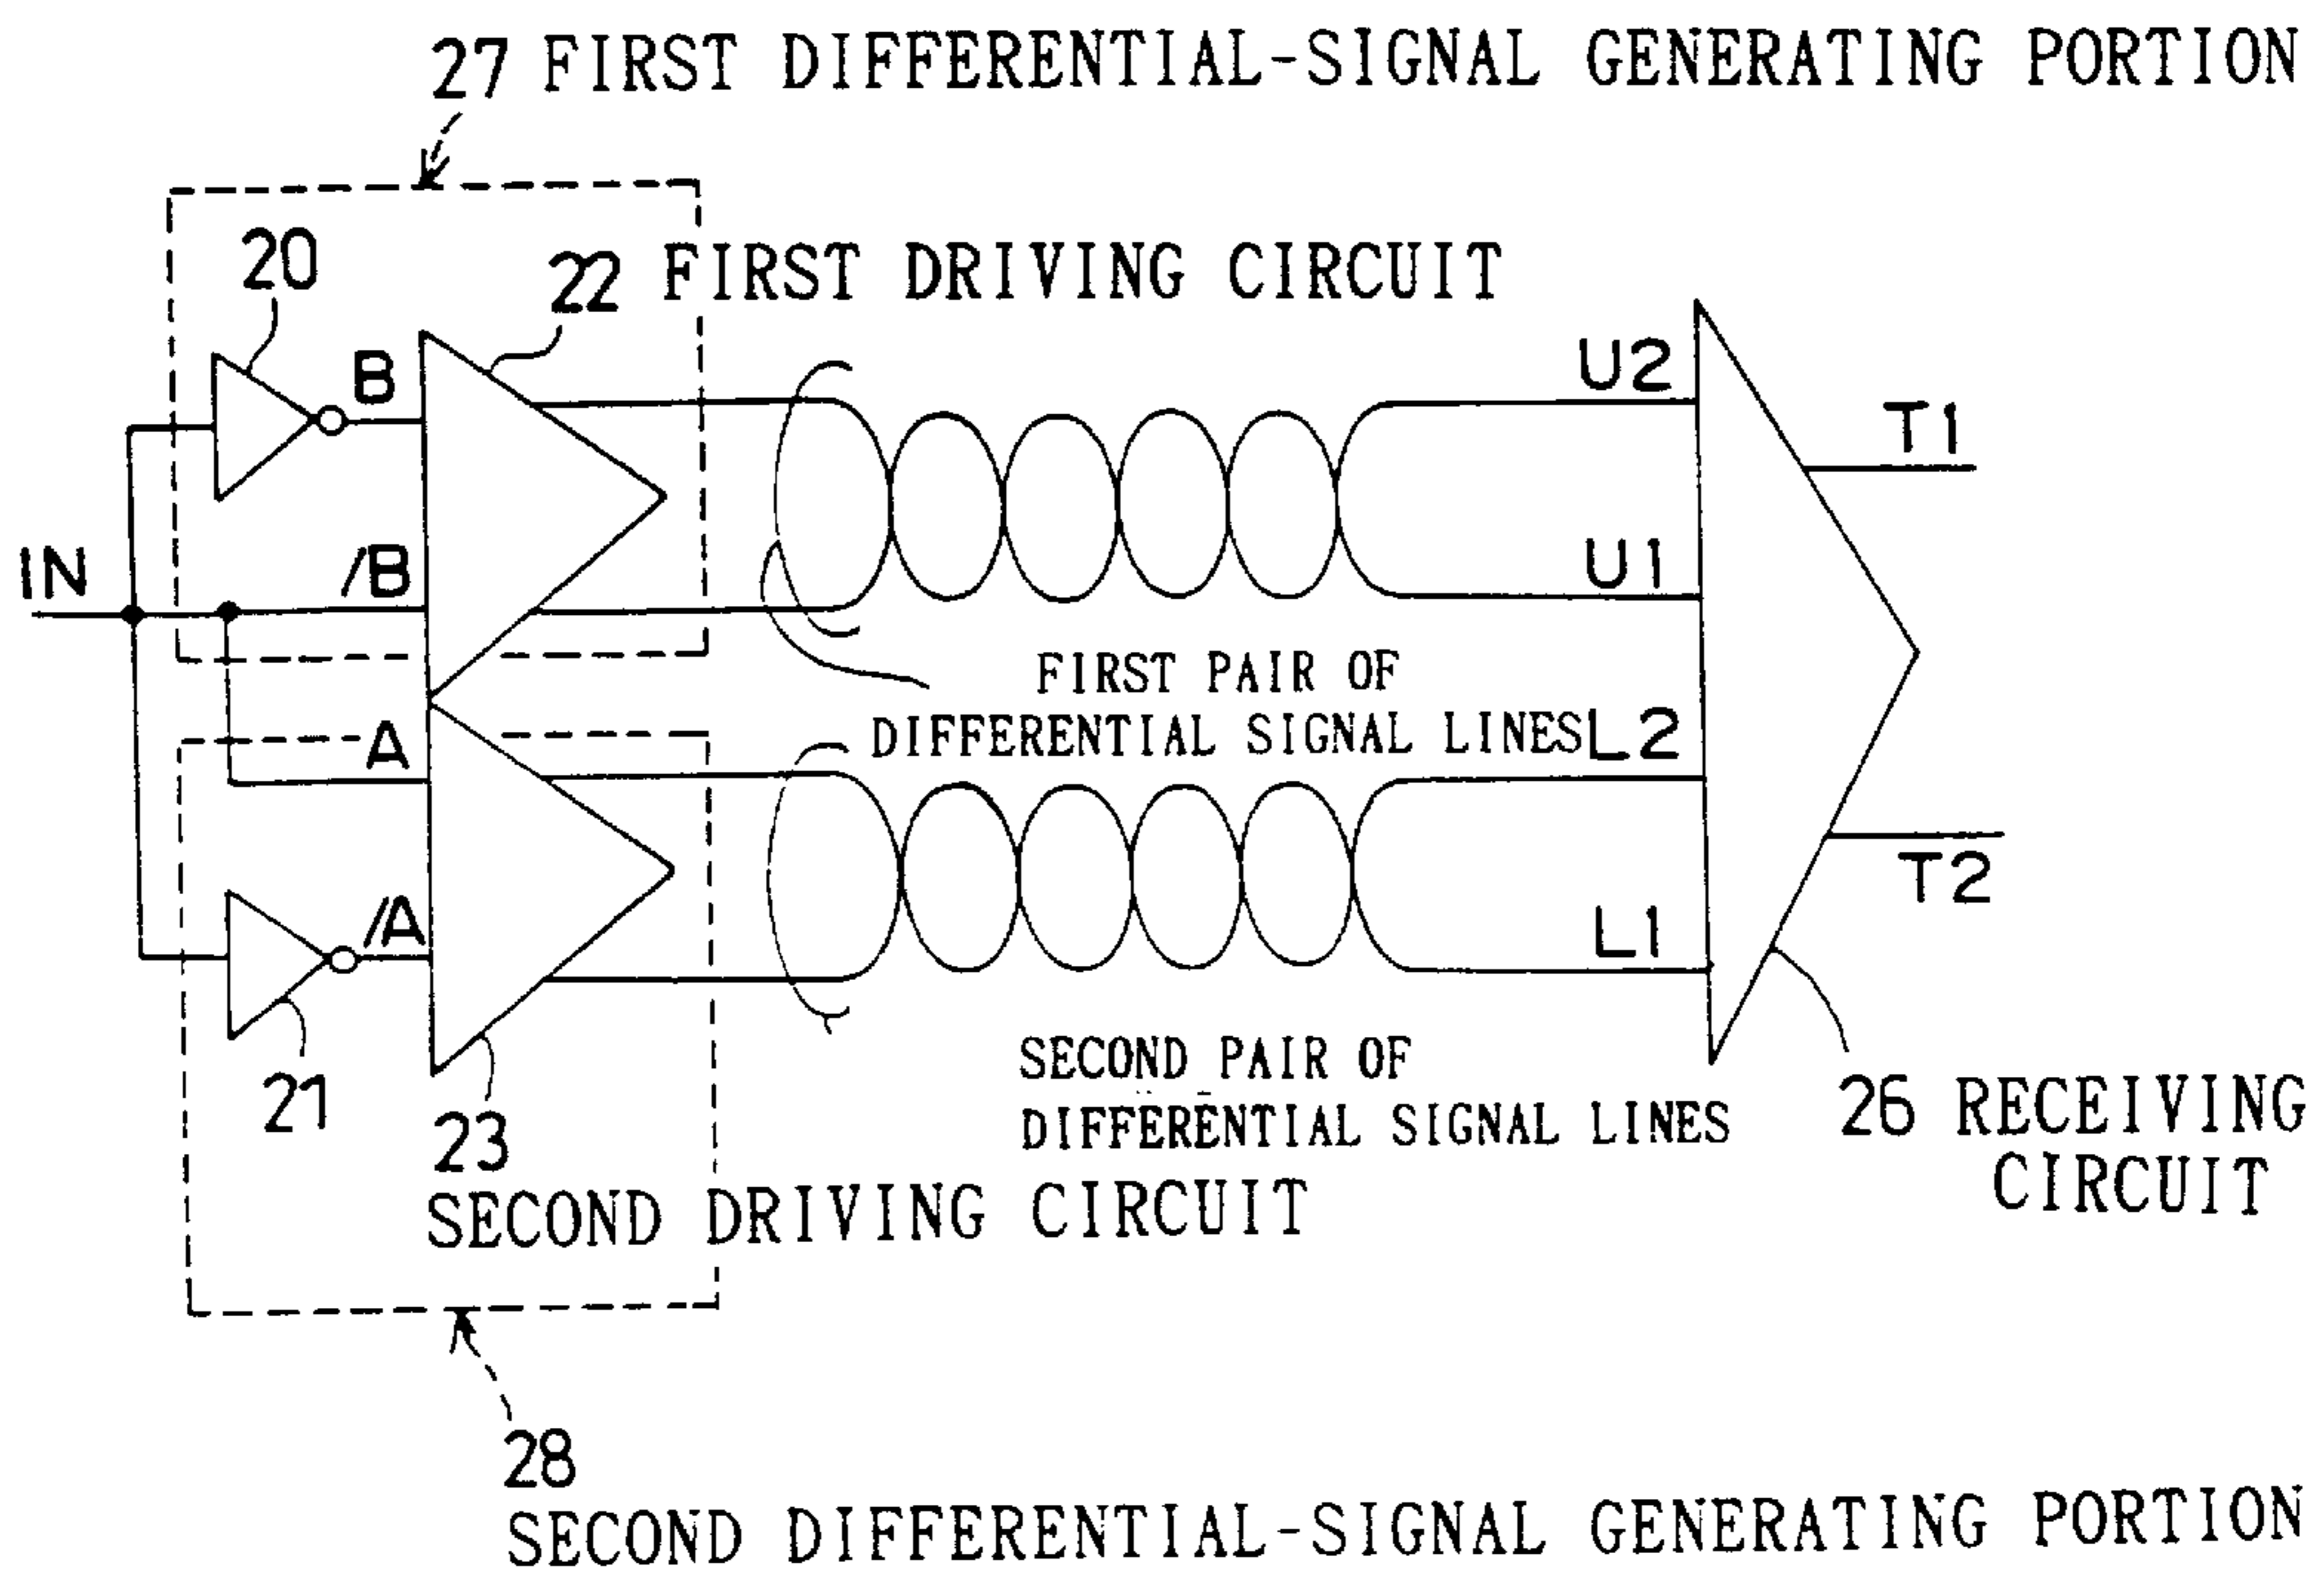 27 FIRST DIFFERENTIAL-SIGNAL GENERATING PORTION
20
22 FIRST DRIVING CIRCUIT
B
U2
T1
IN
/B
U1
FIRST PAIR OF
DIFFERENTIAL SIGNAL LINES
L2
A
T2
/A
L1
21
23
SECOND DRIVING CIRCUIT
SECOND PAIR OF
DIFFERENTIAL SIGNAL LINES
26 RECEIVING
CIRCUIT
28
SECOND DIFFERENTIAL-SIGNAL GENERATING PORTION